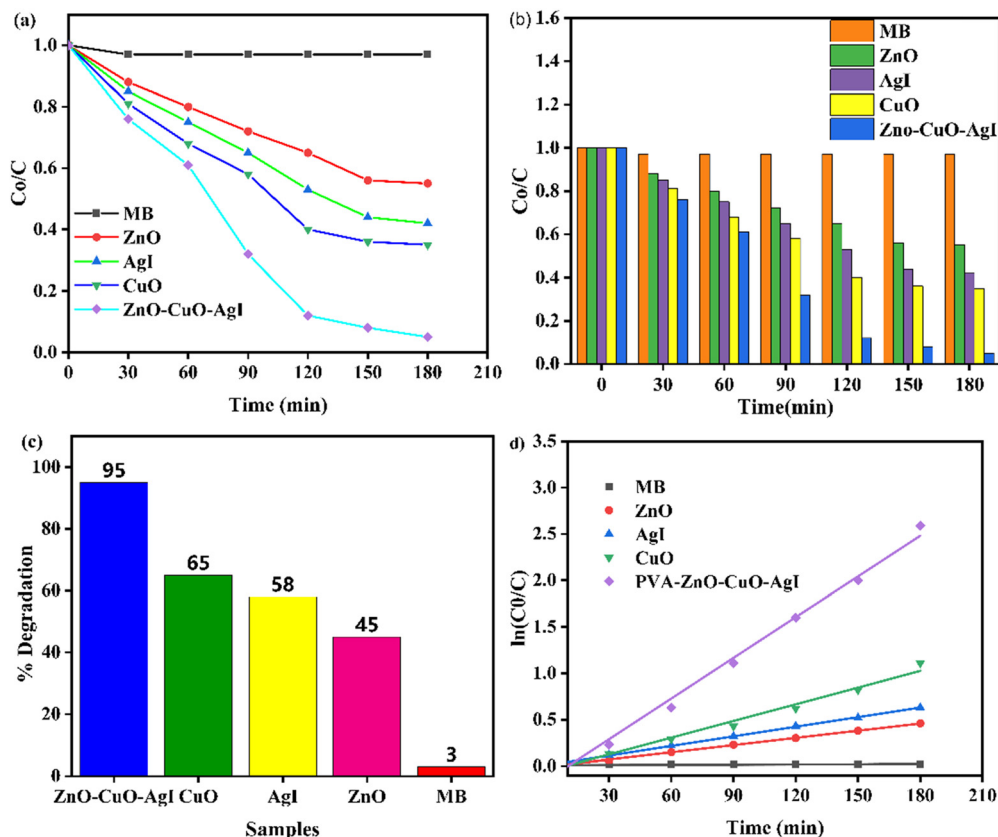 (a)
Co/C
1.0
0.8
0.6
0.4
0.2
0.0
MB
ZnO
AgI
CuO
ZnO-CuO-AgI
0 30 60 90 120 150 180 210
Time (min)
(b)
Co/C
1.6
1.4
1.2
1.0
0.8
0.6
0.4
0.2
0.0
MB
ZnO
AgI
CuO
Zno-CuO-AgI
0 30 60 90 120 150 180
Time(min)
(c)
% Degradation
100
80
60
40
20
0
95
65
58
45
3
ZnO-CuO-AgI CuO AgI ZnO MB
Samples
d)
ln(C0/C)
3.5
3.0
2.5
2.0
1.5
1.0
0.5
0.0
MB
ZnO
AgI
CuO
PVA-ZnO-CuO-AgI
30 60 90 120 150 180 210
Time (min)